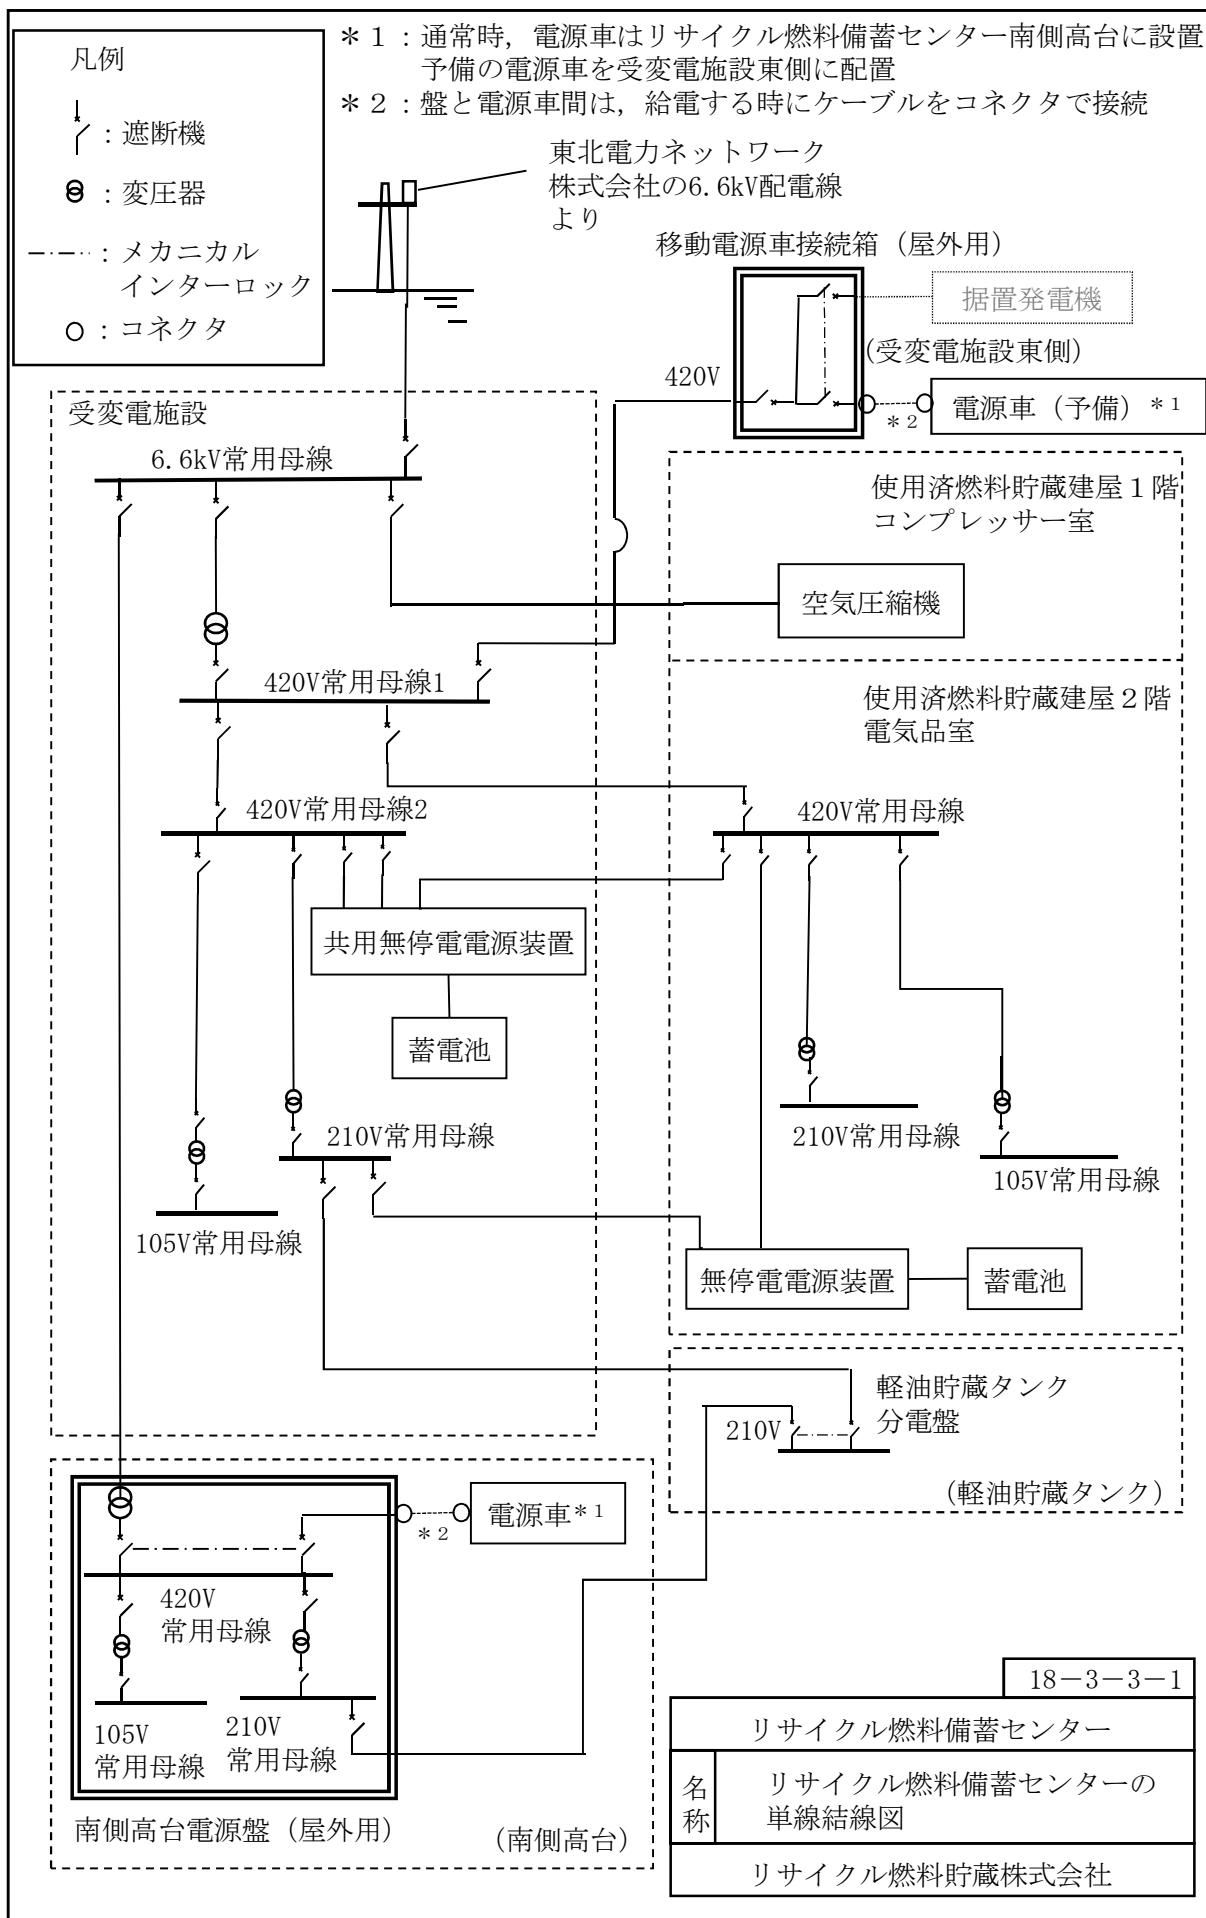 凡例
：遮断機
：変圧器
：メカニカル
インターロック
：コネクタ
＊１：通常時，電源車はリサイクル燃料備蓄センター南側高台に設置
予備の電源車を受変電施設東側に配置
＊２：盤と電源車間は，給電する時にケーブルをコネクタで接続
東北電力ネットワーク
株式会社の6.6kV配電線
より
移動電源車接続箱（屋外用）
据置発電機
（受変電施設東側）
420V
電源車（予備）＊１
＊２
受変電施設
6.6kV常用母線
使用済燃料貯蔵建屋１階
コンプレッサー室
空気圧縮機
420V常用母線1
使用済燃料貯蔵建屋２階
電気品室
420V常用母線2
420V常用母線
共用無停電電源装置
蓄電池
210V常用母線
210V常用母線
105V常用母線
105V常用母線
無停電電源装置
蓄電池
軽油貯蔵タンク
分電盤
210V
（軽油貯蔵タンク）
電源車＊１
＊２
420V
常用母線
105V
常用母線
210V
常用母線
南側高台電源盤（屋外用）
（南側高台）
18－3－3－1
リサイクル燃料備蓄センター
名称
リサイクル燃料備蓄センターの
単線結線図
リサイクル燃料貯蔵株式会社